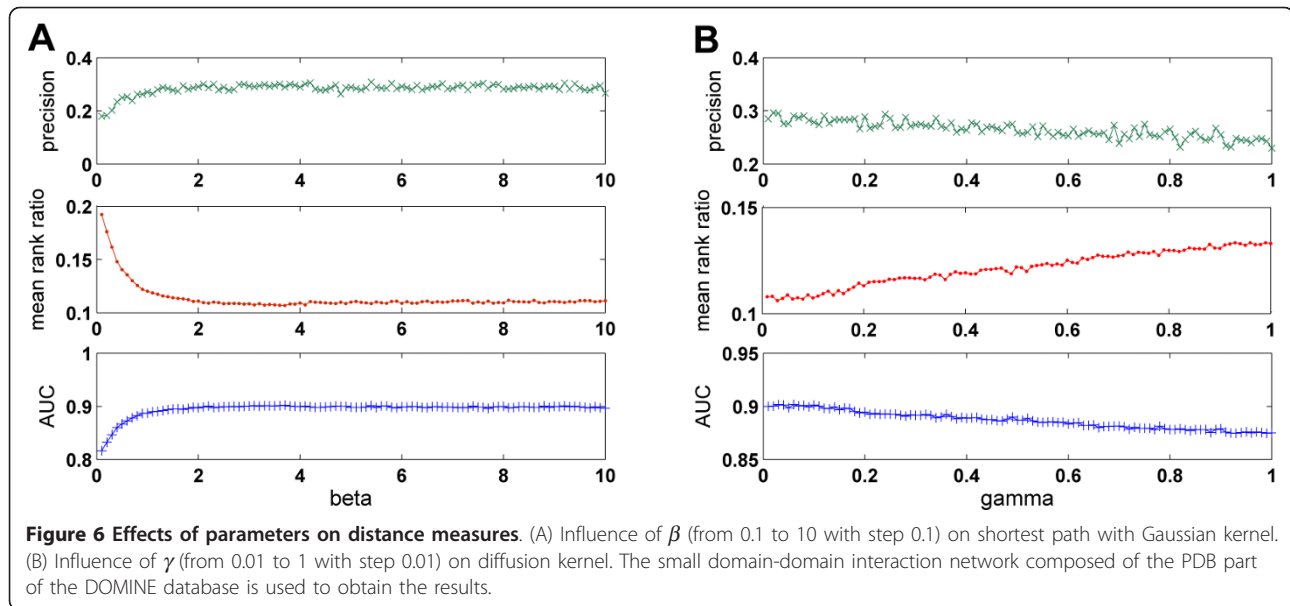 A
B
0.4
0.2
0
precision
0 2 4 6 8 10
0.2
0.15
0.1
mean rank ratio
0 2 4 6 8 10
1
0.9
0.8
AUC
0 2 4 6 8 10
beta
0.4
0.3
0.2
precision
0 0.2 0.4 0.6 0.8 1
0.15
0.1
mean rank ratio
0 0.2 0.4 0.6 0.8 1
0.95
0.9
0.85
AUC
0 0.2 0.4 0.6 0.8 1
gamma
Figure 6 Effects of parameters on distance measures. (A) Influence of β (from 0.1 to 10 with step 0.1) on shortest path with Gaussian kernel.
(B) Influence of γ (from 0.01 to 1 with step 0.01) on diffusion kernel. The small domain-domain interaction network composed of the PDB part
of the DOMINE database is used to obtain the results.